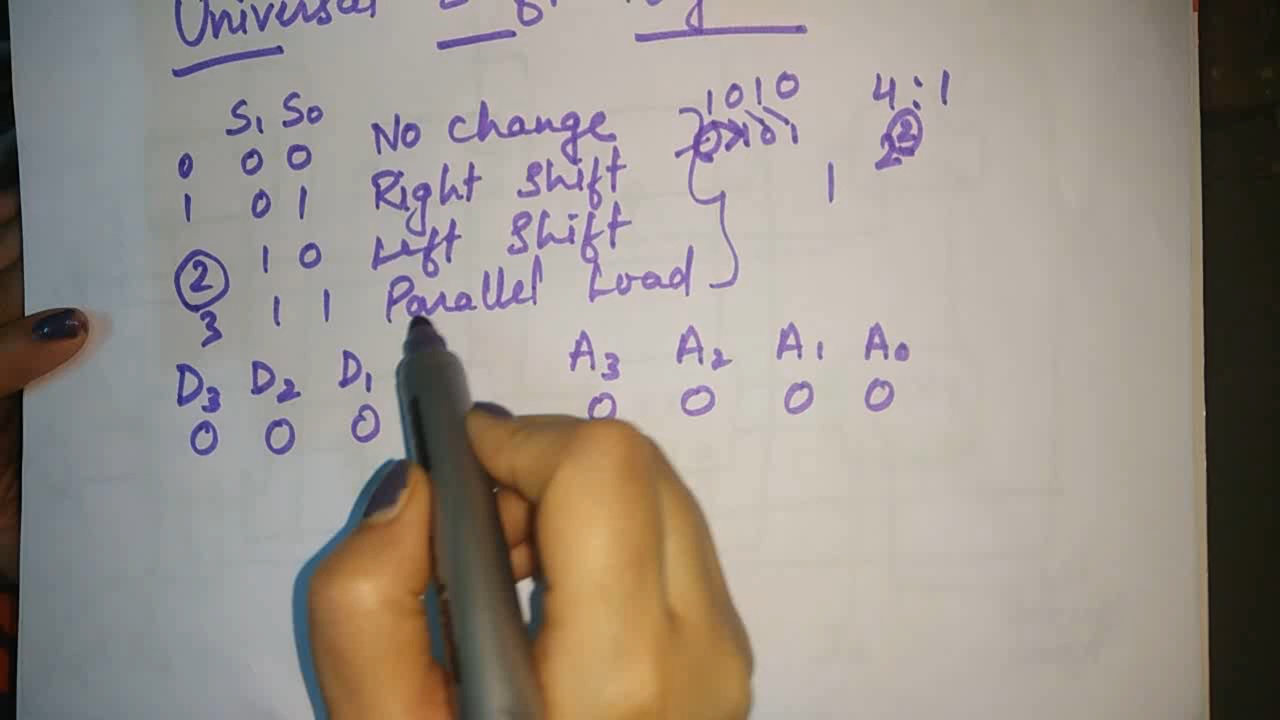 Universal
S1 S0
0 0 0 No change 1010 4:1
1 0 1 Right Shift 1
2 1 0 Left Shift
3 1 1 Parallel Load
D3 D2 D1 A3 A2 A1 A0
0 0 0 0 0 0 0